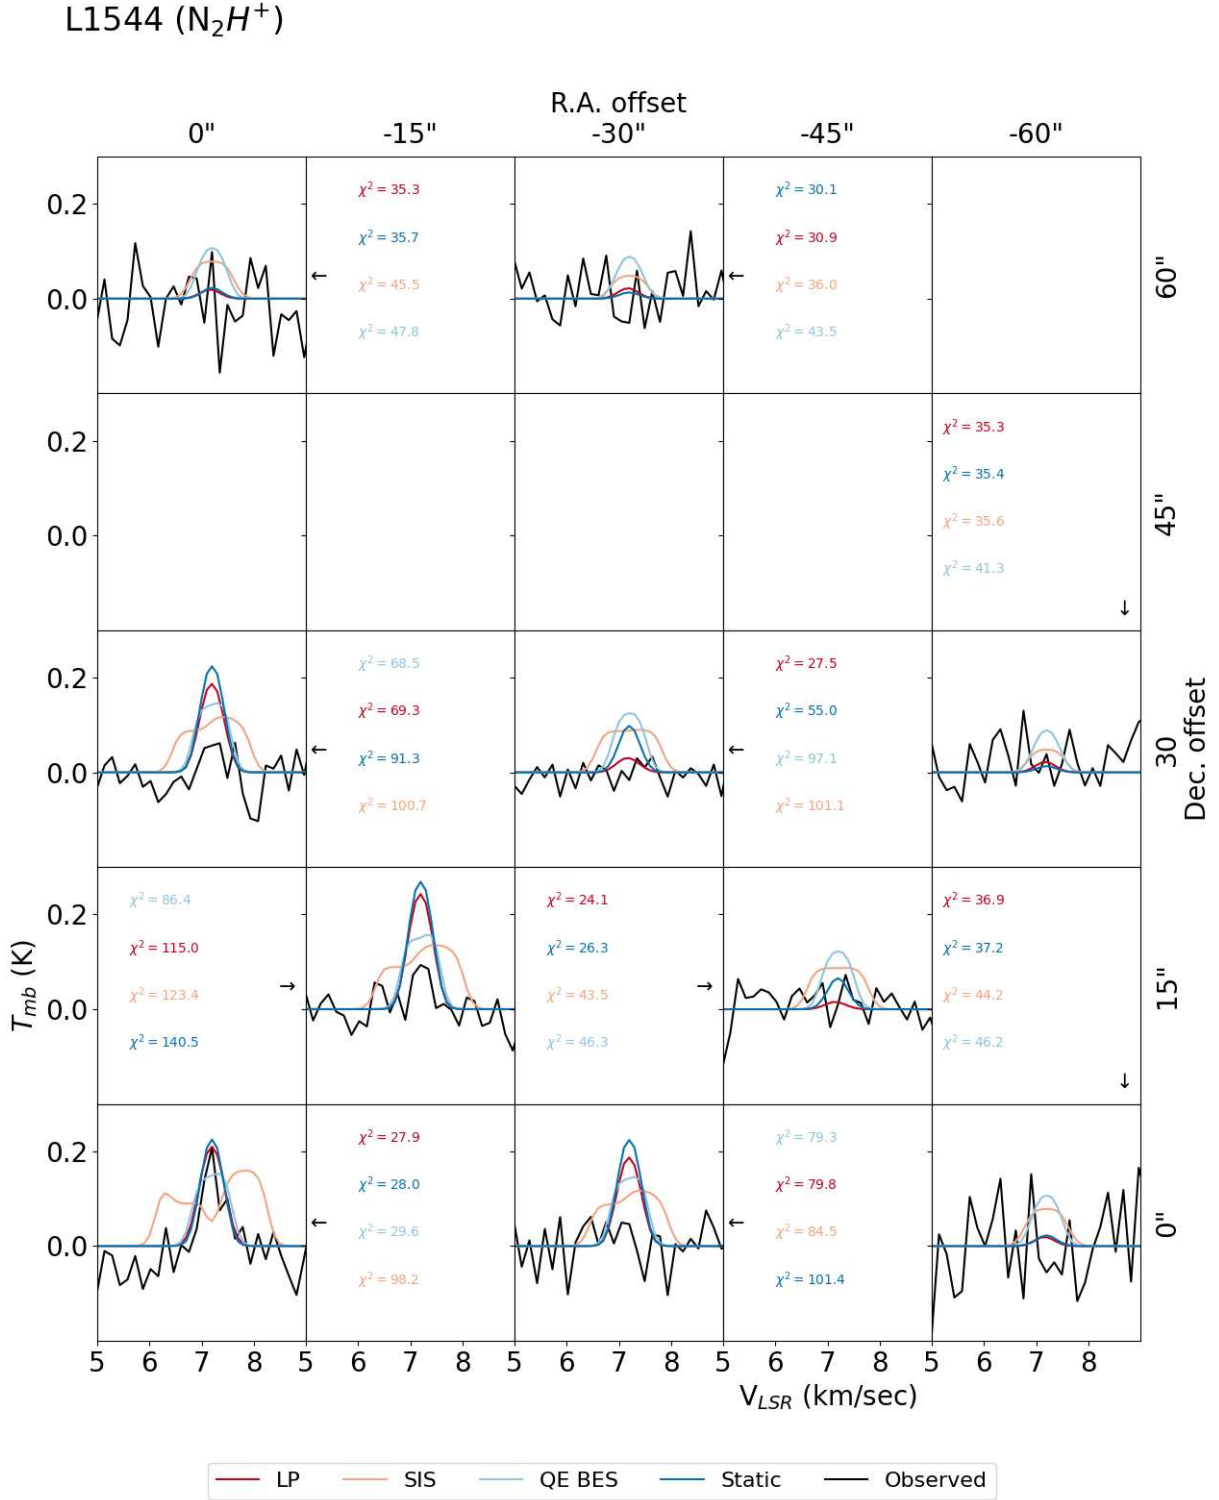 L1544 (N₂H⁺)
R.A. offset
0" -15" -30" -45" -60"
0.2
0.0
χ² = 35.3
χ² = 35.7
χ² = 45.5
χ² = 47.8
←
χ² = 30.1
χ² = 30.9
χ² = 36.0
χ² = 43.5
←
60"
0.2
0.0
χ² = 35.3
χ² = 35.4
χ² = 35.6
χ² = 41.3
↓
45"
0.2
0.0
χ² = 68.5
χ² = 69.3
χ² = 91.3
χ² = 100.7
←
χ² = 27.5
χ² = 55.0
χ² = 97.1
χ² = 101.1
←
30
Dec. offset
T_mb (K)
0.2
0.0
χ² = 86.4
χ² = 115.0
χ² = 123.4
χ² = 140.5
→
χ² = 24.1
χ² = 26.3
χ² = 43.5
χ² = 46.3
→
χ² = 36.9
χ² = 37.2
χ² = 44.2
χ² = 46.2
↓
15"
0.2
0.0
χ² = 27.9
χ² = 28.0
χ² = 29.6
χ² = 98.2
←
χ² = 79.3
χ² = 79.8
χ² = 84.5
χ² = 101.4
←
0"
5 6 7 8 5 6 7 8 5 6 7 8 5 6 7 8 5 6 7 8
V_LSR (km/sec)
LP SIS QE BES Static Observed